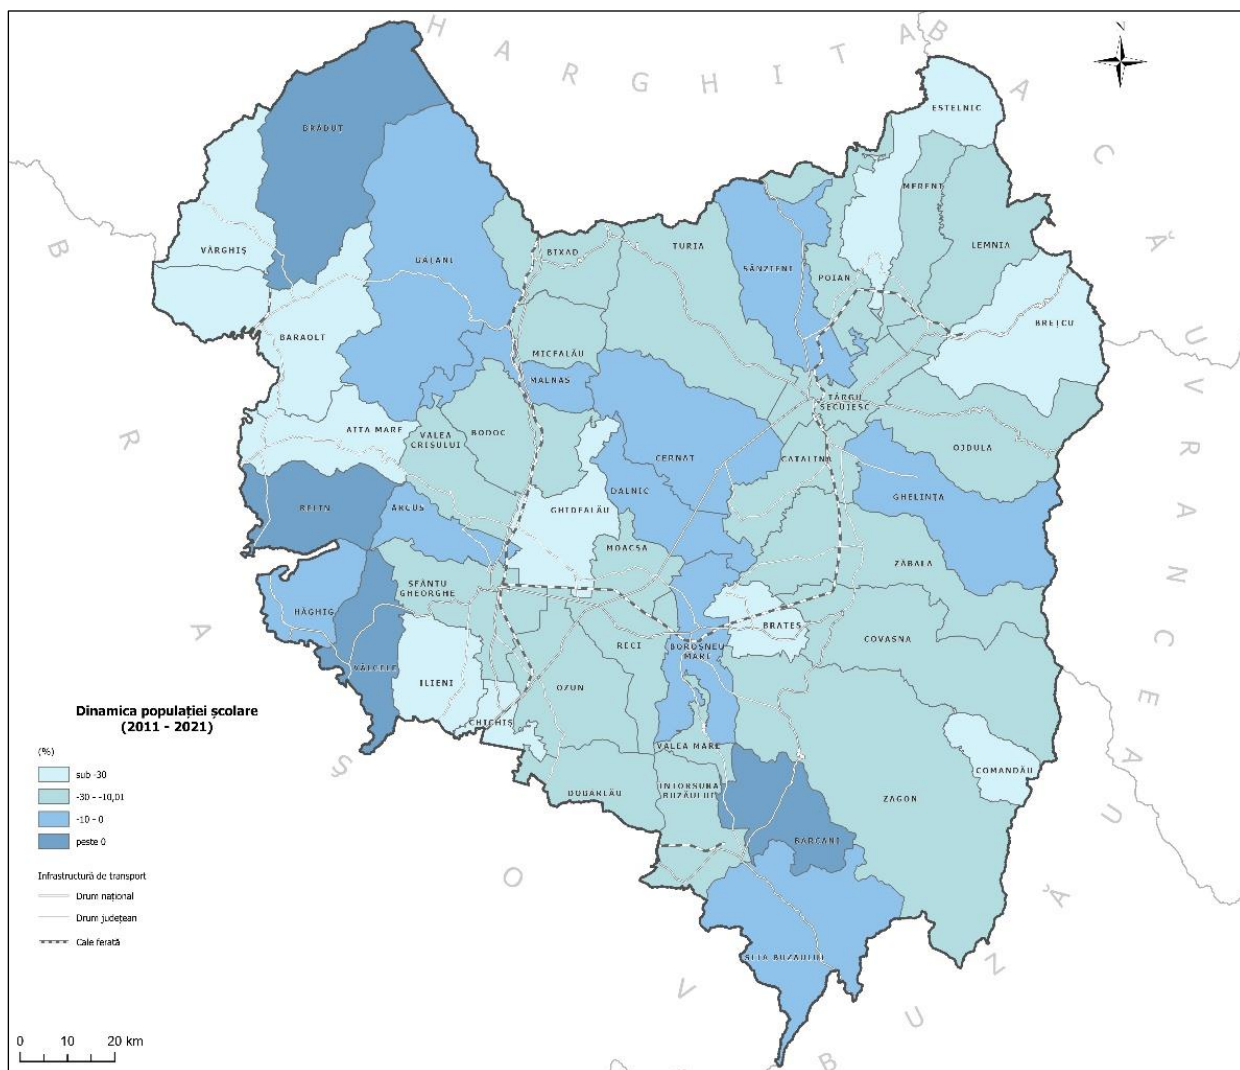 N
HARGHITA
BACĂU
VRANCEA
BUZĂU
BRAȘOV
ESTELNIC
BRĂDUȚ
MERENI
LEMNIA
VÂRGHIȘ
BIXAD
TURIA
SÂNZIENI
POIAN
BARAOLT
BREȚCU
MICFALĂU
MALNAȘ
TÂRGU
SECUIESC
AITA MARE
VALEA
CRIȘULUI
BODOC
OJDULA
CERNAT
CATALINA
DALNIC
GHELINȚA
BELIN
ARCUȘ
GHIDFALĂU
MOACȘA
ZĂBALA
SFÂNTU
GHEORGHE
HĂGHIG
BRATEȘ
COVASNA
RECI
BOROȘNEU
MARE
VÂLCELE
ILIENI
OZUN
CHICHIȘ
VALEA MARE
COMANDĂU
DOBÂRLĂU
ÎNTORSURA
BUZĂULUI
ZAGON
BARCANI
SITA BUZĂULUI
Dinamica populației școlare
(2011 - 2021)
(%)
sub -30
-30 - -10,01
-10 - 0
peste 0
Infrastructură de transport
Drum național
Drum județean
Cale ferată
0 10 20 km